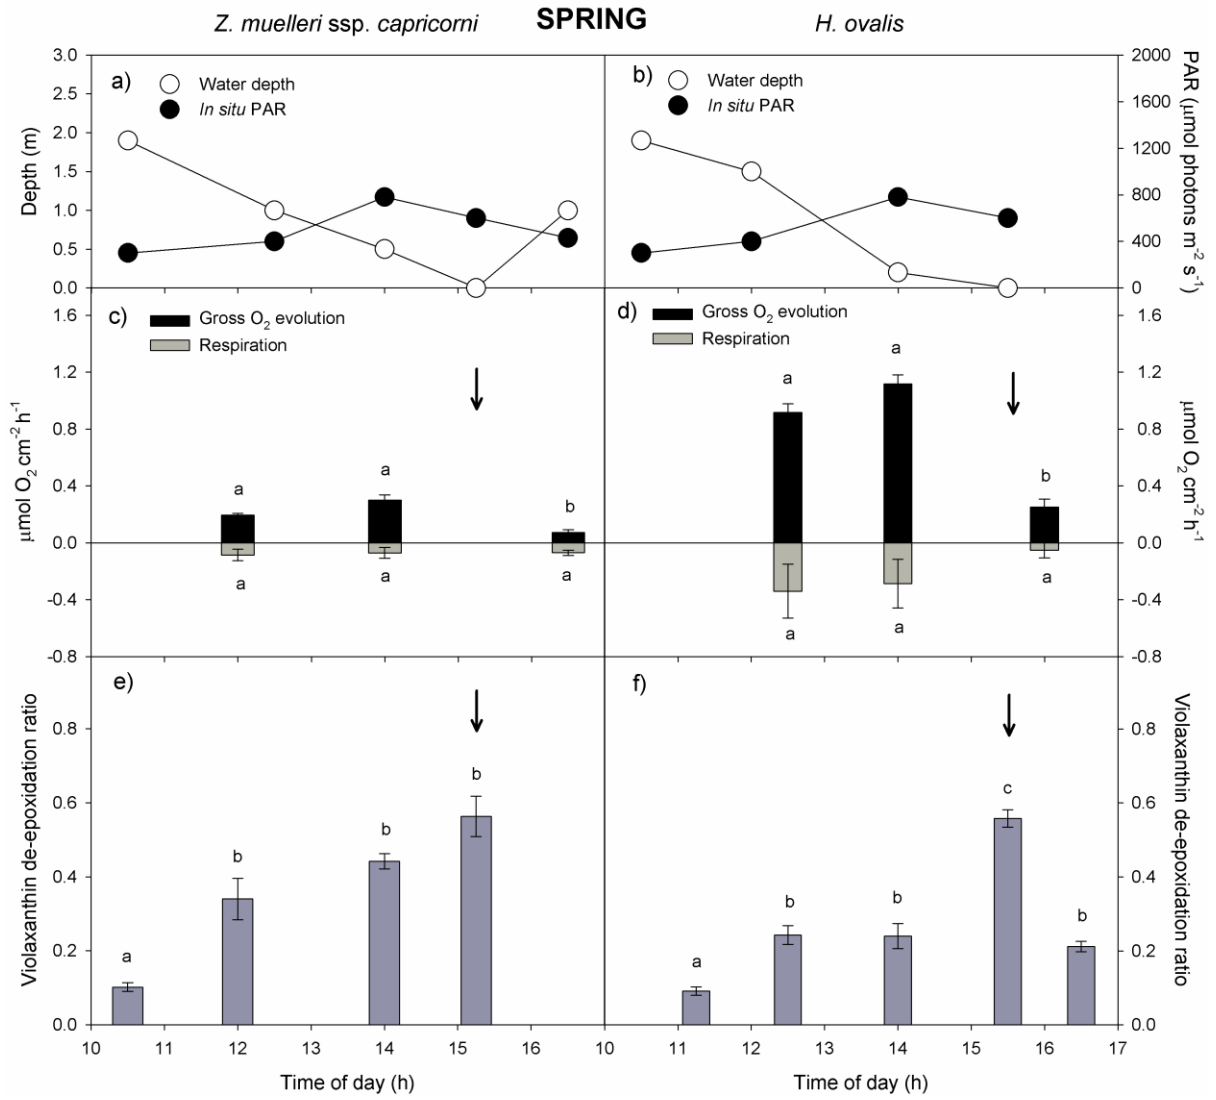 Z. muelleri ssp. capricorni
SPRING
H. ovalis
a)
Water depth
In situ PAR
3.0
2.5
2.0
1.5
1.0
0.5
0.0
Depth (m)
b)
Water depth
In situ PAR
2000
1600
1200
800
400
0
PAR (μmol photons m-2 s-1)
c)
Gross O2 evolution
Respiration
1.6
1.2
0.8
0.4
0.0
-0.4
-0.8
μmol O2 cm-2 h-1
a
a
b
a
a
a
d)
Gross O2 evolution
Respiration
a
a
b
a
a
a
1.6
1.2
0.8
0.4
0.0
-0.4
-0.8
μmol O2 cm-2 h-1
e)
0.8
0.6
0.4
0.2
0.0
Violaxanthin de-epoxidation ratio
a
b
b
b
f)
a
b
b
c
b
0.8
0.6
0.4
0.2
0.0
Violaxanthin de-epoxidation ratio
10 11 12 13 14 15 16 10 11 12 13 14 15 16 17
Time of day (h)
Time of day (h)